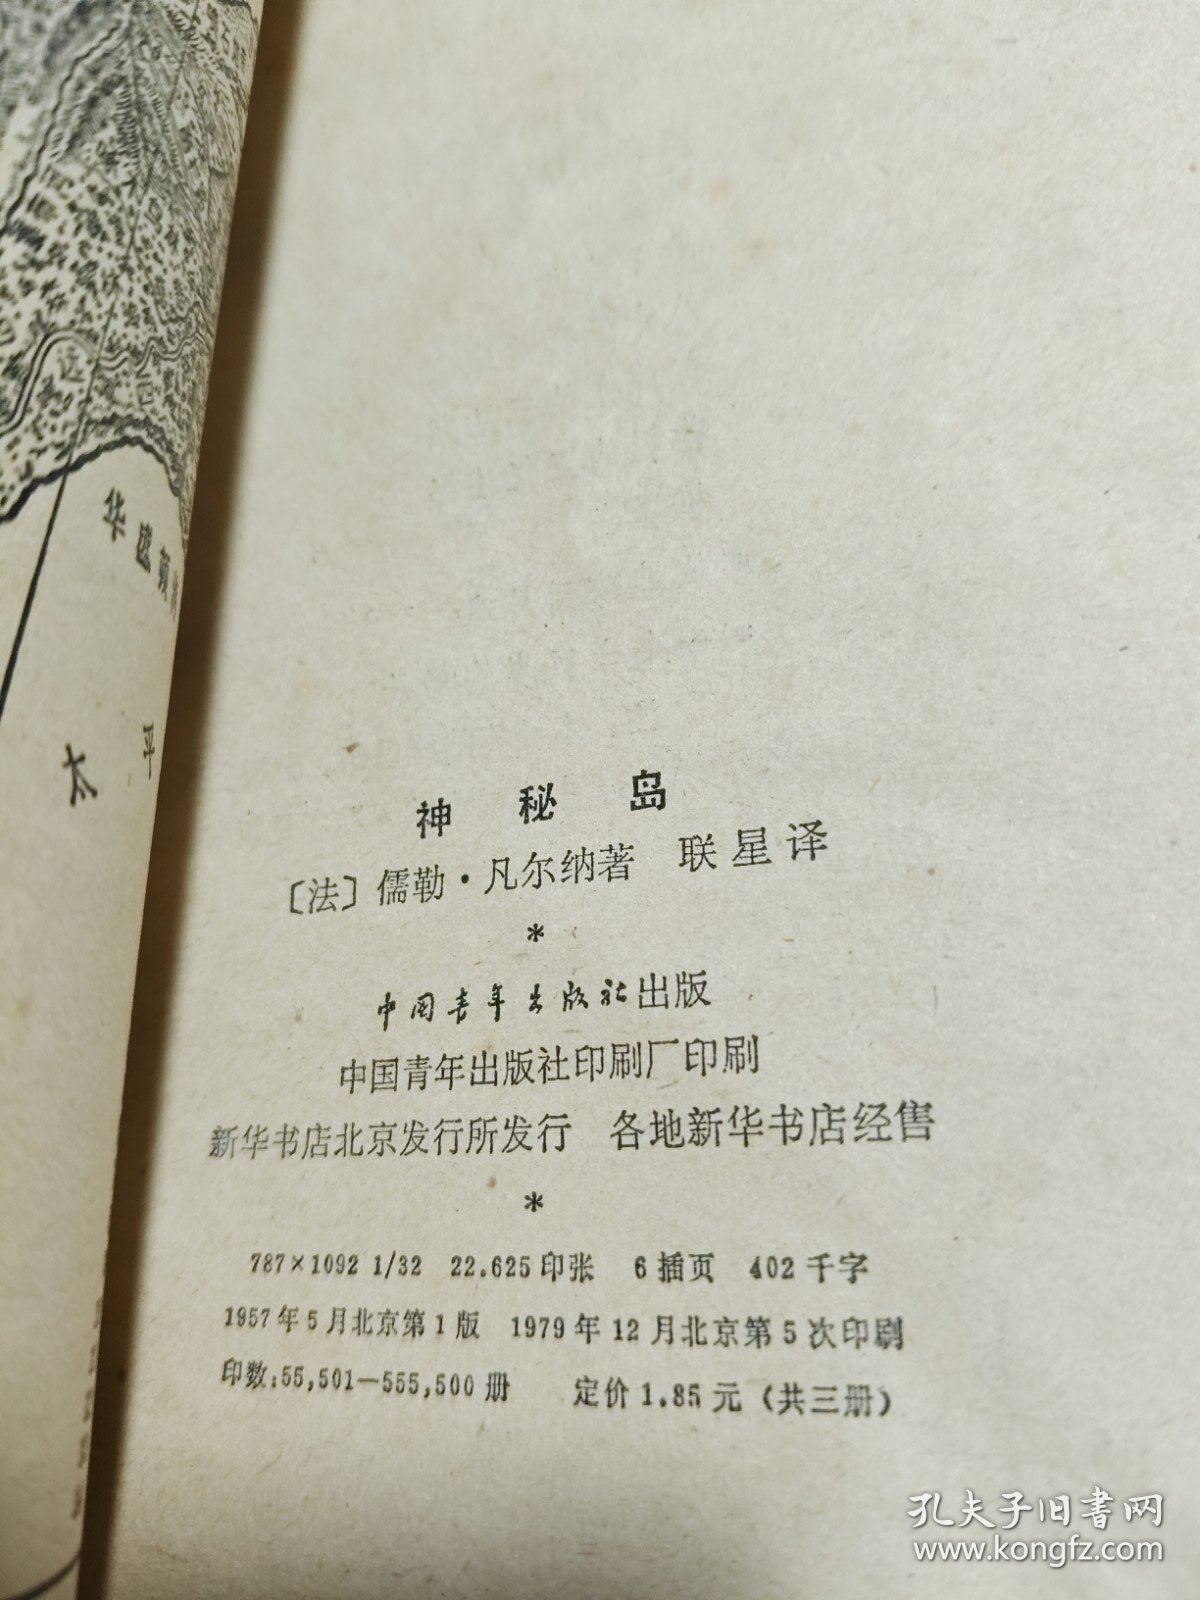 华盛顿
太平
神秘岛
〔法〕儒勒·凡尔纳著 联星译
*
中国青年出版社出版
中国青年出版社印刷厂印刷
新华书店北京发行所发行 各地新华书店经售
*
787×1092 1/32 22.625印张 6插页 402千字
1957年5月北京第1版 1979年12月北京第5次印刷
印数:55,501—555,500册 定价1.85元（共三册）
孔夫子旧书网
www.kongfz.com